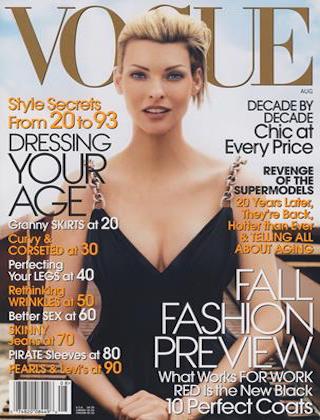 VOGUE
AUG
Style Secrets
From 20 to 93
DRESSING
YOUR
AGE
Granny SKIRTS at 20
Curvy &
CORSETED at 30
Perfecting
Your LEGS at 40
Rethinking
WRINKLES at 50
Better SEX at 60
SKINNY
Jeans at 70
PIRATE Sleeves at 80
PEARLS & Levi's at 90
DECADE BY
DECADE
Chic at
Every Price
REVENGE
OF THE
SUPERMODELS
20 Years Later,
They're Back,
Hotter than Ever
& TELLING ALL
ABOUT AGING
FALL
FASHION
PREVIEW
What Works FOR WORK
RED is the New Black
10 Perfect Coats